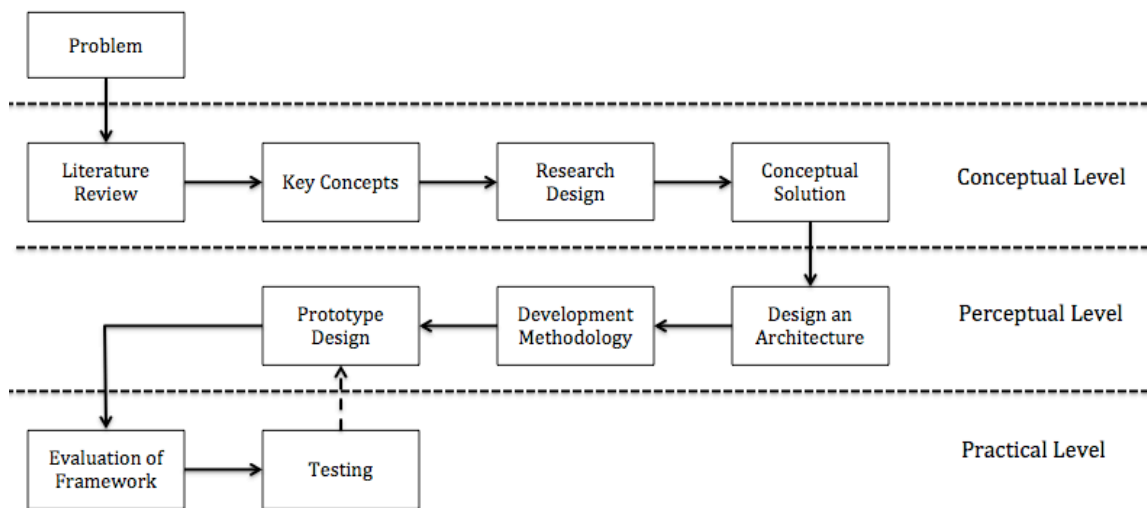 Problem
Literature
Review
Key Concepts
Research
Design
Conceptual
Solution
Conceptual Level
Prototype
Design
Development
Methodology
Design an
Architecture
Perceptual Level
Evaluation of
Framework
Testing
Practical Level